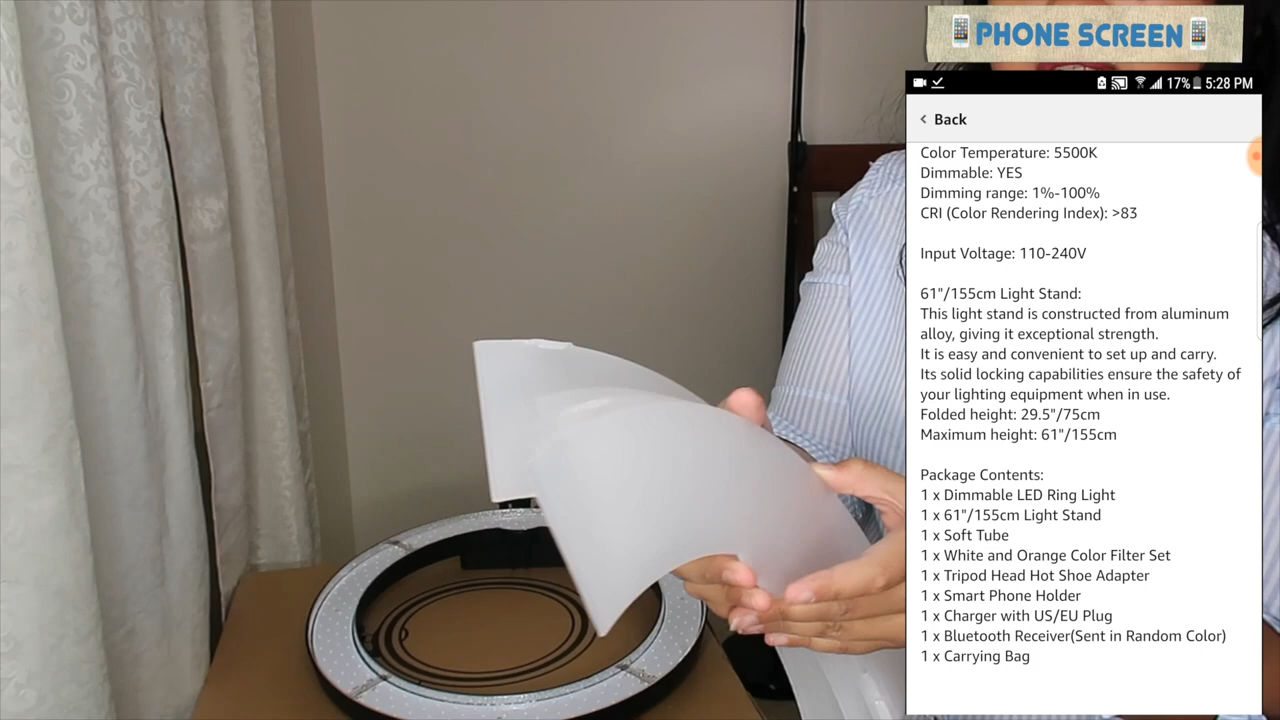 PHONE SCREEN
17% 5:28 PM
Back
Color Temperature: 5500K
Dimmable: YES
Dimming range: 1%-100%
CRI (Color Rendering Index): >83
Input Voltage: 110-240V
61"/155cm Light Stand:
This light stand is constructed from aluminum
alloy, giving it exceptional strength.
It is easy and convenient to set up and carry.
Its solid locking capabilities ensure the safety of
your lighting equipment when in use.
Folded height: 29.5"/75cm
Maximum height: 61"/155cm
Package Contents:
1 x Dimmable LED Ring Light
1 x 61"/155cm Light Stand
1 x Soft Tube
1 x White and Orange Color Filter Set
1 x Tripod Head Hot Shoe Adapter
1 x Smart Phone Holder
1 x Charger with US/EU Plug
1 x Bluetooth Receiver(Sent in Random Color)
1 x Carrying Bag